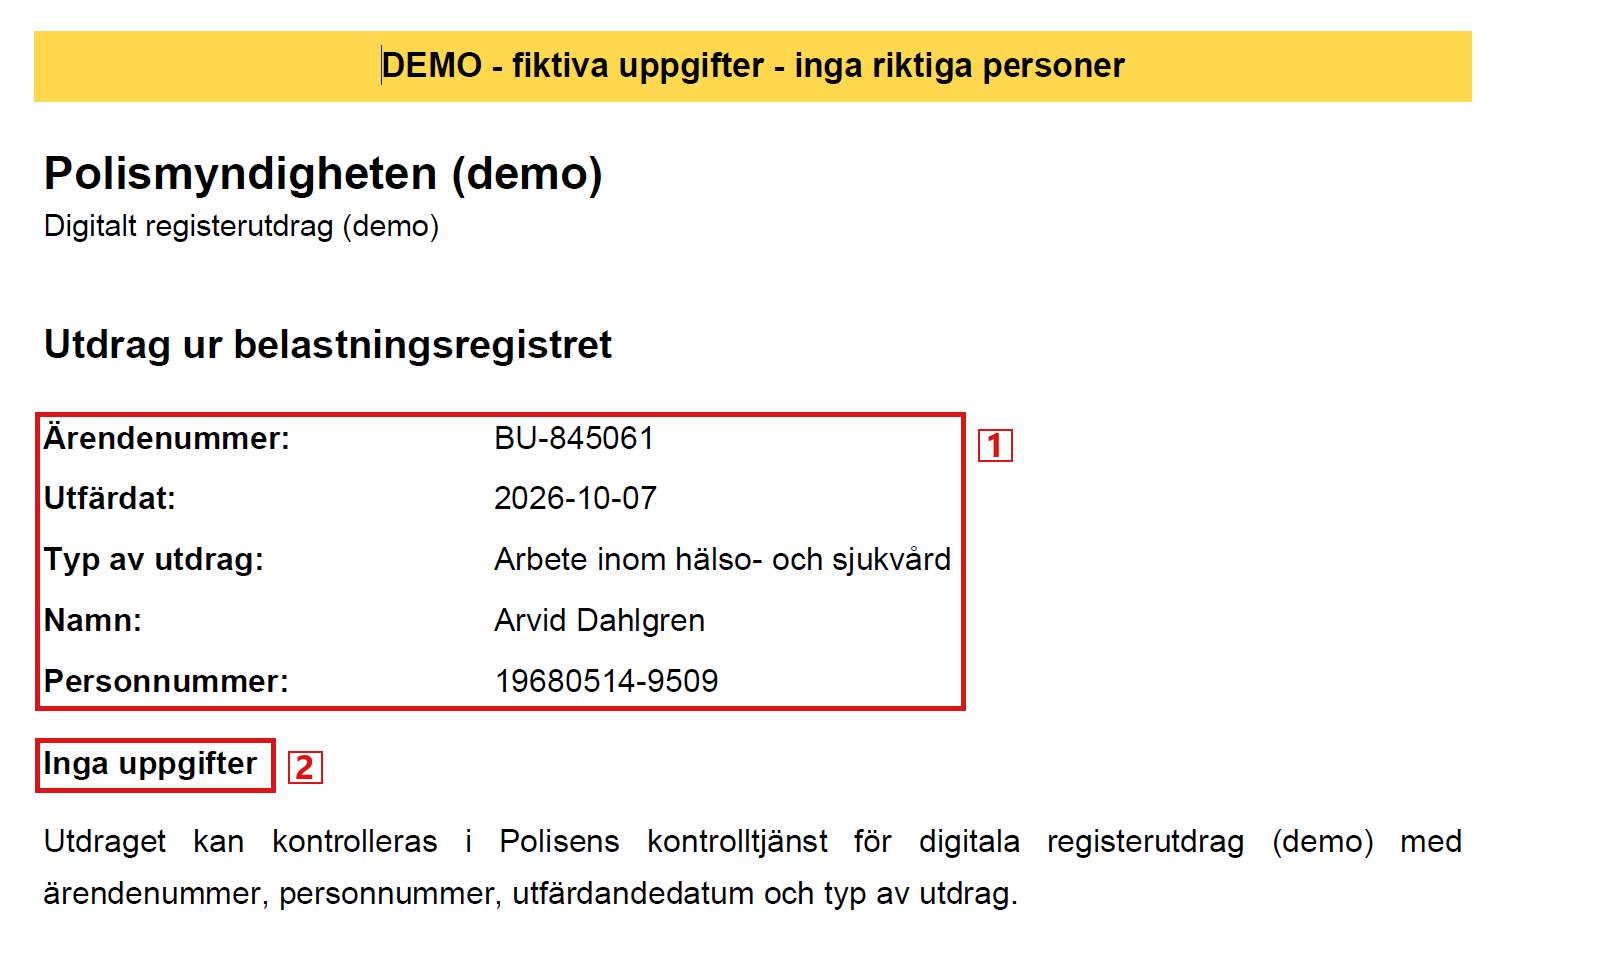 DEMO - fiktiva uppgifter - inga riktiga personer
Polismyndigheten (demo)
Digitalt registerutdrag (demo)
Utdrag ur belastningsregistret
Ärendenummer: BU-845061
1
Utfärdat: 2026-10-07
Typ av utdrag: Arbete inom hälso- och sjukvård
Namn: Arvid Dahlgren
Personnummer: 19680514-9509
Inga uppgifter
2
Utdraget kan kontrolleras i Polisens kontrolltjänst för digitala registerutdrag (demo) med
ärendenummer, personnummer, utfärdandedatum och typ av utdrag.